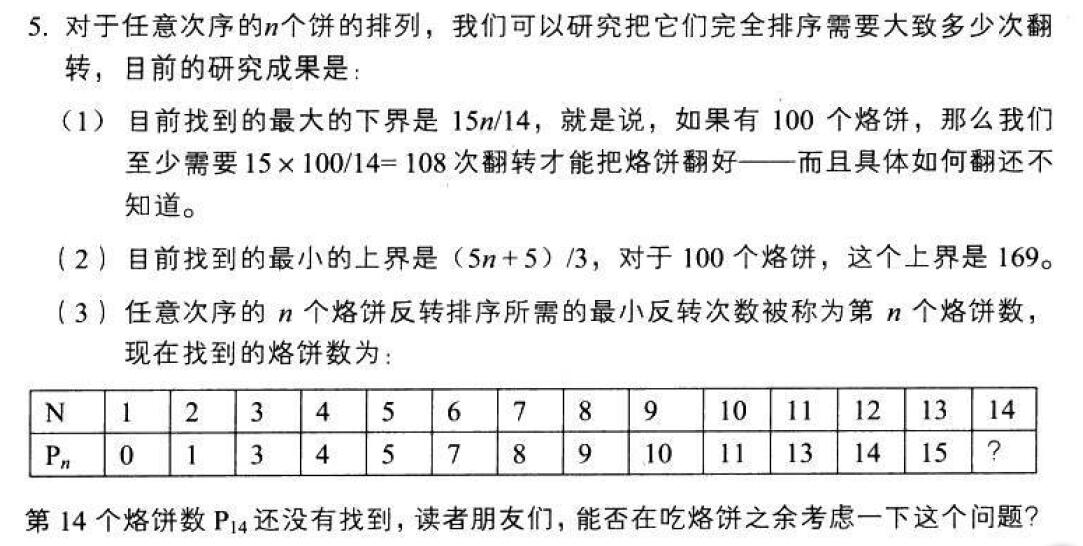 5. 对于任意次序的n个饼的排列，我们可以研究把它们完全排序需要大致多少次翻
转，目前的研究成果是：
（1） 目前找到的最大的下界是 15n/14，就是说，如果有 100 个烙饼，那么我们
至少需要 15 × 100/14= 108 次翻转才能把烙饼翻好——而且具体如何翻还不
知道。
（2） 目前找到的最小的上界是（5n + 5）/3，对于 100 个烙饼，这个上界是 169。
（3） 任意次序的 n 个烙饼反转排序所需的最小反转次数被称为第 n 个烙饼数，
现在找到的烙饼数为：
N 1 2 3 4 5 6 7 8 9 10 11 12 13 14
Pn 0 1 3 4 5 7 8 9 10 11 13 14 15 ?
第 14 个烙饼数 P14 还没有找到，读者朋友们，能否在吃烙饼之余考虑一下这个问题？